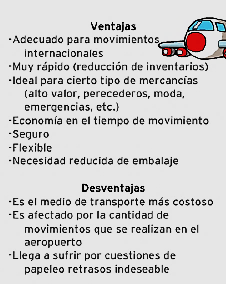 Ventajas
·Adecuado para movimientos
internacionales
·Muy rápido (reducción de inventarios)
·Ideal para cierto tipo de mercancías
(alto valor, perecederos, moda,
emergencias, etc.)
·Economía en el tiempo de movimiento
·Seguro
·Flexible
·Necesidad reducida de embalaje
Desventajas
·Es el medio de transporte más costoso
·Es afectado por la cantidad de
movimientos que se realizan en el
aeropuerto
·Llega a sufrir por cuestiones de
papeleo retrasos indeseable